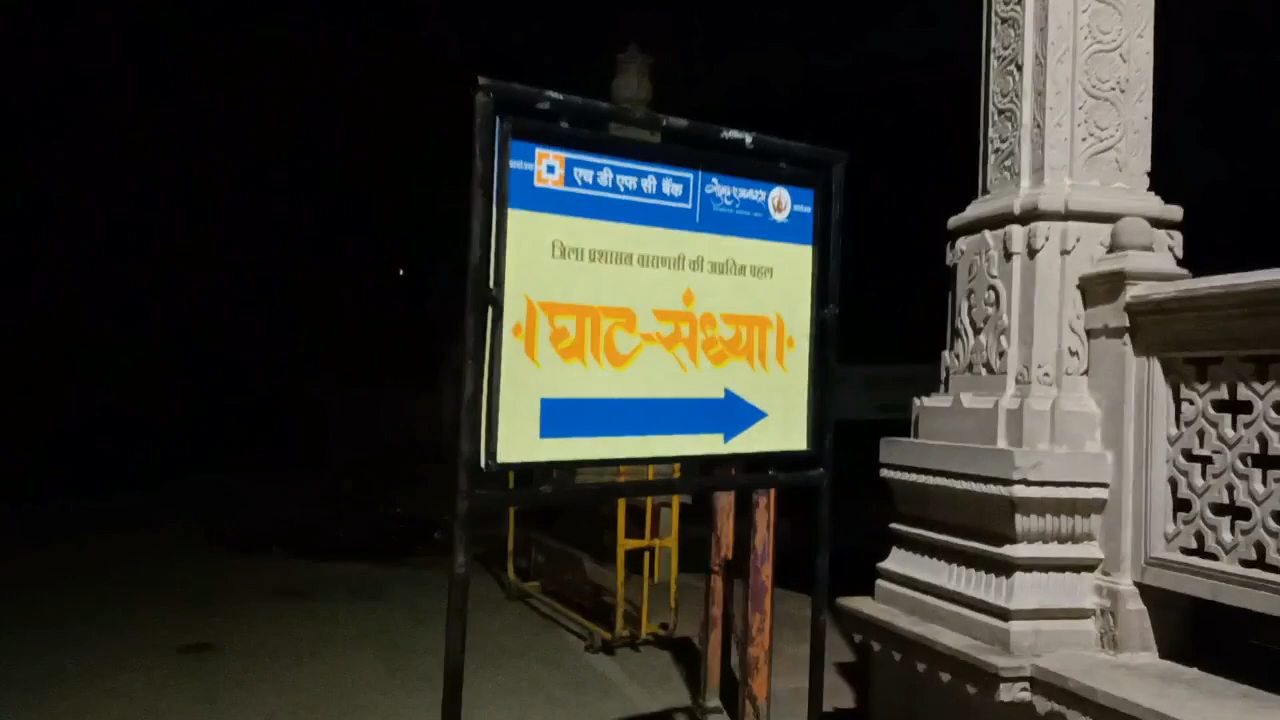 एच डी एफ सी बैंक
जिला प्रशासन वाराणसी की अप्रतिम पहल
।घाट-संध्या।